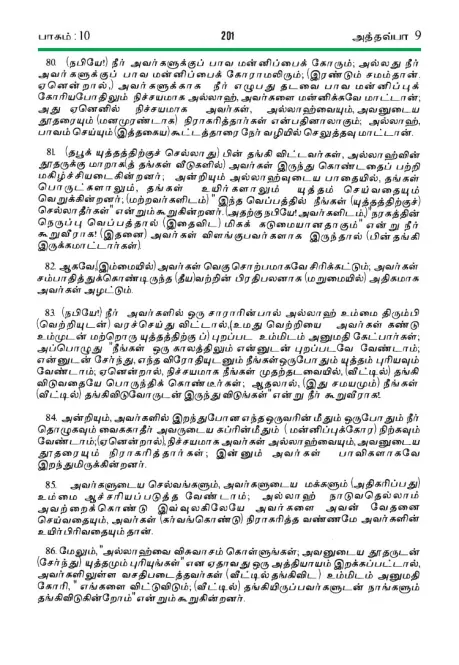 பாகம் : 10 201 அத்தவ்பா 9
80. (நபியே!) நீர் அவர்களுக்குப் பாவ மன்னிப்பைக் கோரும்; அல்லது நீர்
அவர்களுக்குப் பாவ மன்னிப்பைக் கோராமலிரும்; (இரண்டும் சமம்தான்.
ஏனென்றால்,) அவர்களுக்காக நீர் எழுபது தடவை பாவ மன்னிப்புக்
கோரியபோதிலும் நிச்சயமாக அல்லாஹ், அவர்களை மன்னிக்கவே மாட்டான்;
அது ஏனெனில் நிச்சயமாக அவர்கள், அல்லாஹ்வையும், அவனுடைய
தூதரையும் (மனமுரண்டாக) நிராகரித்தார்கள் என்பதினாலாகும்; அல்லாஹ்,
பாவம் செய்யும் (இத்தகைய) கூட்டத்தாரை நேர் வழியில் செலுத்தவு மாட்டான்.
81. (தபூக் யுத்தத்திற்குச் செல்லாது) பின் தங்கி விட்டவர்கள், அல்லாஹ்வின்
தூதருக்கு மாறாக(த் தங்கள் வீடுகளில்) அவர்கள் இருந்து கொண்டதைப் பற்றி
மகிழ்ச்சியடைகின்றனர்; அன்றியும் அல்லாஹ்வுடைய பாதையில், தங்கள்
பொருட்களாலும், தங்கள் உயிர்களாலும் யுத்தம் செய்வதையும்
வெறுக்கின்றனர்; (மற்றவர்களிடம்) " இந்த வெப்பத்தில் நீங்கள் (யுத்தத்திற்குச்)
செல்லாதீர்கள்" என்றும் கூறுகின்றனர். (அதற்கு நபியே! அவர்களிடம்,) "நரகத்தின்
நெருப்பு வெப்பத்தால் (இதைவிட) மிகக் கடுமையானதாகும்" என்று நீர்
கூறுவீராக! (இதனை) அவர்கள் விளங்குபவர்களாக இருந்தால் (பின் தங்கி
இருக்கமாட்டார்கள்).
82. ஆகவே,(இம்மையில்) அவர்கள் வெகு சொற்பமாகவே சிரிக்கட்டும்; அவர்கள்
சம்பாதித்துக்கொண்டிருந்த (தீய)வற்றின் பிரதிபலனாக (மறுமையில்) அதிகமாக
அவர்கள் அழட்டும்.
83. (நபியே!) நீர் அவர்களில் ஒரு சாராரின்பால் அல்லாஹ் உம்மை திரும்பி
(வெற்றியுடன்) வரச்செய்து விட்டால்,(உமது வெற்றியை அவர்கள் கண்டு
உம்முடன் மற்றொரு யுத்தத்திற்கு ப்) புறப்பட உம்மிடம் அனுமதி கேட்பார்கள்;
அப்பொழுது "நீங்கள் ஒரு காலத்திலும் என்னுடன் புறப்படவே வேண்டாம்;
என்னுடன் சேர்ந்து, எந்த விரோதியுடனும் நீங்கள் ஒருபோதும் யுத்தம் புரியவும்
வேண்டாம்; ஏனென்றால், நிச்சயமாக நீங்கள் முதற்தடவையில், (வீட்டில்) தங்கி
விடுவதையே பொருந்திக் கொண்டீர்கள்; ஆதலால், (இது சமயமும்) நீங்கள்
(வீட்டில்) தங்கிவிடுவோருடன் இருந்து விடுங்கள்" என்று நீர் கூறுவீராக!
84. அன்றியும், அவர்களில் இறந்துபோன எந்த ஒருவரின் மீதும் ஒருபோதும் நீர்
தொழுகவும் வைக்காதீர் அவருடைய கப்ரின் மீதும் (மன்னிப்புக்கோர) நிற்கவும்
வேண்டாம்;(ஏனென்றால்), நிச்சயமாக அவர்கள் அல்லாஹ்வையும், அவனுடைய
தூதரையும் நிராகரித்தார்கள்; இன்னும் அவர்கள் பாவிகளாகவே
இறந்துமிருக்கின்றனர்.
85. அவர்களுடைய செல்வங்களும், அவர்களுடைய மக்களும் (அதிகரிப்பது)
உம்மை ஆச்சரியப்படுத்த வேண்டாம்; அல்லாஹ் நாடுவதெல்லாம்
அவற்றைக்கொண்டு இவ்வுலகிலேயே அவர்களை அவன் வேதனை
செய்வதையும், அவர்கள் (கர்வங்கொண்டு) நிராகரித்த வண்ணமே அவர்களின்
உயிர்பிரிவதையும் தான்.
86. மேலும், "அல்லாஹ்வை விசுவாசம் கொள்ளுங்கள்; அவனுடைய தூதருடன்
(சேர்ந்து) யுத்தமும் புரியுங்கள்" என ஏதாவது ஒரு அத்தியாயம் இறக்கப்பட்டால்,
அவர்களிலுள்ள வசதிபடைத்தவர்கள் (வீட்டில் தங்கிவிட) உம்மிடம் அனுமதி
கோரி, " எங்களை விட்டுவிடும்; (வீட்டில்) தங்கியிருப்பவர்களுடன் நாங்களும்
தங்கிவிடுகின்றோம்" என்றும் கூறுகின்றனர்.